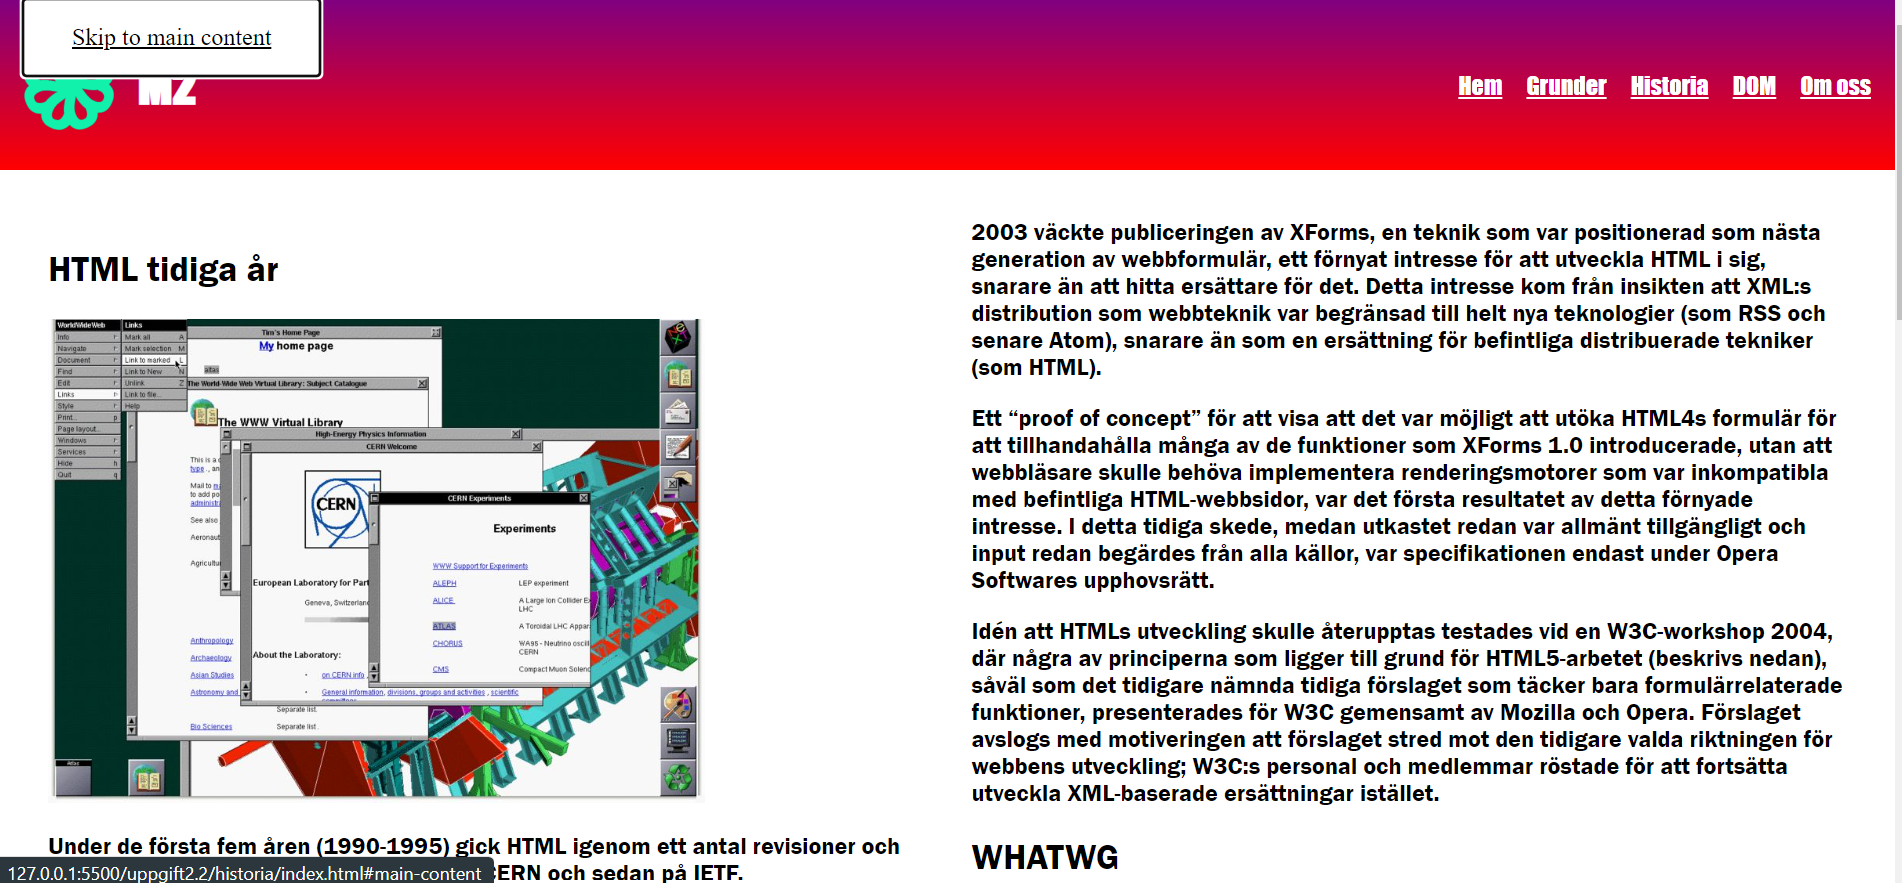 Skip to main content
MZ
Hem Grunder Historia DOM Om oss
HTML tidiga år
WorldWideWeb
Info
Navigate
Document
Find
Edit
Links
Style
Print...
Page layout...
Windows
Services
Hide
Quit
Links
Mark all A
Mark selection M
Link to marked L
Link to New N
Unlink Z
Link to file...
Help
Tim's Home Page
My home page
atlas
The World-Wide Web Virtual Library: Subject Catalogue
The WWW Virtual Library
High-Energy Physics Information
CERN Welcome
This is a
type
Mail to
to add
See also
Anthropology
Archaeology
Asian Studies
Astronomy and
Bio Sciences
CERN
European Laboratory for Part
Geneva, Switzerland
About the Laboratory:
on CERN info
General information, divisions, groups and activities, scientific
Separate list.
Separate list.
CERN Experiments
Experiments
WWW Support for Experiments
ALEPH LEP experiment
ALICE A Large Ion Collider
LHC
ATLAS A Toroidal LHC
CHORUS WA95 - Neutrino
CERN
CMS Compact Muon
Atlas
Under de första fem åren (1990-1995) gick HTML igenom ett antal revisioner och
CERN och sedan på IETF.
127.0.0.1:5500/uppgift2.2/historia/index.html#main-content
2003 väckte publiceringen av XForms, en teknik som var positionerad som nästa
generation av webbformulär, ett förnyat intresse för att utveckla HTML i sig,
snarare än att hitta ersättare för det. Detta intresse kom från insikten att XML:s
distribution som webbteknik var begränsad till helt nya teknologier (som RSS och
senare Atom), snarare än som en ersättning för befintliga distribuerade tekniker
(som HTML).
Ett “proof of concept” för att visa att det var möjligt att utöka HTML4s formulär för
att tillhandahålla många av de funktioner som XForms 1.0 introducerade, utan att
webbläsare skulle behöva implementera renderingsmotorer som var inkompatibla
med befintliga HTML-webbsidor, var det första resultatet av detta förnyade
intresse. I detta tidiga skede, medan utkastet redan var allmänt tillgängligt och
input redan begärdes från alla källor, var specifikationen endast under Opera
Softwares upphovsrätt.
Idén att HTMLs utveckling skulle återupptas testades vid en W3C-workshop 2004,
där några av principerna som ligger till grund för HTML5-arbetet (beskrivs nedan),
såväl som det tidigare nämnda tidiga förslaget som täcker bara formulärrelaterade
funktioner, presenterades för W3C gemensamt av Mozilla och Opera. Förslaget
avslogs med motiveringen att förslaget stred mot den tidigare valda riktningen för
webbens utveckling; W3C:s personal och medlemmar röstade för att fortsätta
utveckla XML-baserade ersättningar istället.
WHATWG